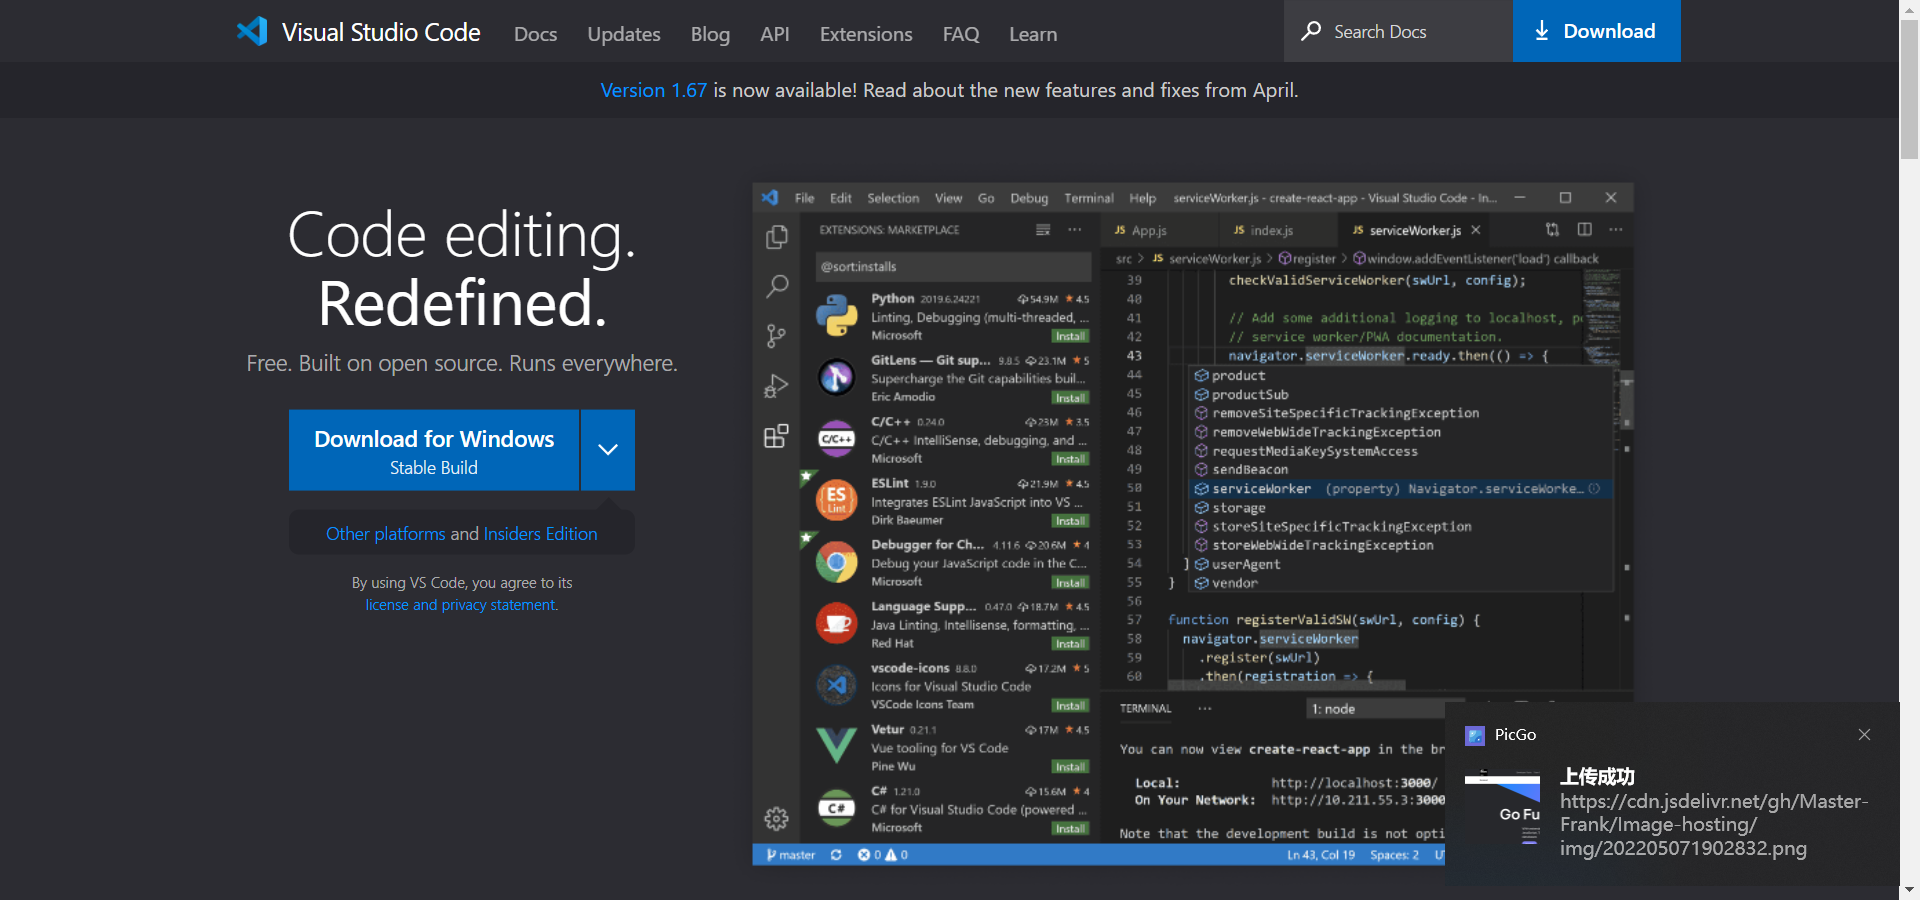 Visual Studio Code Docs Updates Blog API Extensions FAQ Learn Search Docs Download
Version 1.67 is now available! Read about the new features and fixes from April.
Code editing.
Redefined.
Free. Built on open source. Runs everywhere.
Download for Windows
Stable Build
Other platforms and Insiders Edition
By using VS Code, you agree to its
license and privacy statement.
File Edit Selection View Go Debug Terminal Help serviceWorker.js - create-react-app - Visual Studio Code - In...
EXTENSIONS: MARKETPLACE
@sort:installs
Python 2019.6.24221 54.9M 4.5
Linting, Debugging (multi-threaded, ...
Microsoft Install
GitLens — Git sup... 9.8.5 23.1M 5
Supercharge the Git capabilities buil...
Eric Amodio Install
C/C++ 0.24.0 23M 3.5
C/C++ IntelliSense, debugging, and ...
Microsoft Install
C/C++
ESLint 1.9.0 21.9M 4.5
Integrates ESLint JavaScript into VS ...
Dirk Baeumer Install
ES
Lint
Debugger for Ch... 4.11.6 20.6M 4
Debug your JavaScript code in the C...
Microsoft Install
Language Supp... 0.47.0 18.7M 4.5
Java Linting, Intellisense, formatting, ...
Red Hat Install
vscode-icons 8.8.0 17.2M 5
Icons for Visual Studio Code
VSCode Icons Team Install
Vetur 0.21.1 17M 4.5
Vue tooling for VS Code
Pine Wu Install
C# 1.21.0 15.6M 4
C# for Visual Studio Code (powered ...
Microsoft Install
C#
JS App.js JS index.js JS serviceWorker.js
src > JS serviceWorker.js > register > window.addEventListener('load') callback
39 checkValidServiceWorker(swUrl, config);
40
41 // Add some additional logging to localhost, po
42 // service worker/PWA documentation.
43 navigator.serviceWorker.ready.then(() => {
44 product
45 productSub
46 removeSiteSpecificTrackingException
47 removeWebWideTrackingException
48 requestMediaKeySystemAccess
49 sendBeacon
50 serviceWorker (property) Navigator.serviceWorke...
51 storage
52 storeSiteSpecificTrackingException
53 storeWebWideTrackingException
54 ] userAgent
55 } vendor
56
57 function registerValidSW(swUrl, config) {
58 navigator.serviceWorker
59 .register(swUrl)
60 .then(registration => {
TERMINAL ... 1: node
You can now view create-react-app in the br
Local: http://localhost:3000/
On Your Network: http://10.211.55.3:3000
Note that the development build is not opti
master 0 0 Ln 43, Col 19 Spaces: 2 UT
PicGo
上传成功
https://cdn.jsdelivr.net/gh/Master-
Frank/Image-hosting/
img/202205071902832.png
Go Fu